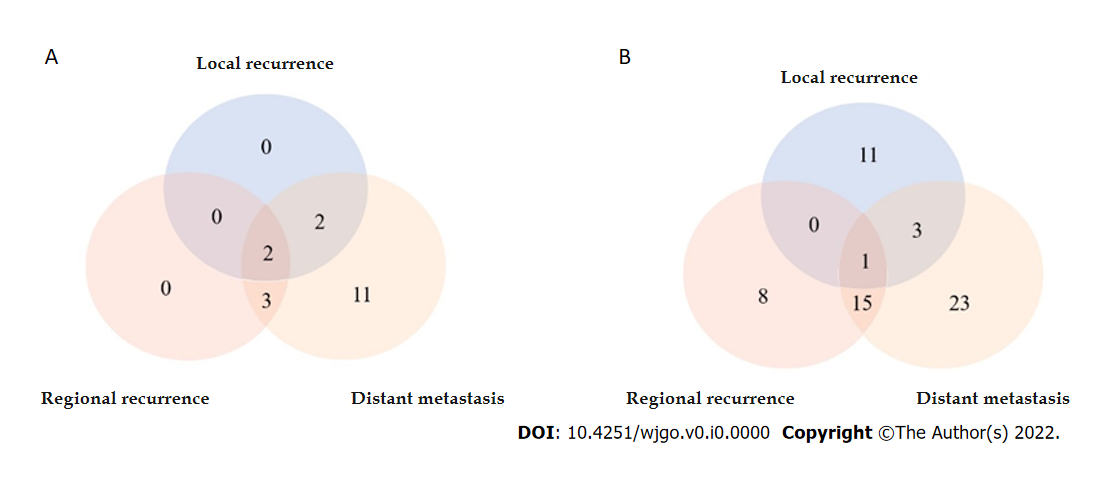 A
Local recurrence
0
0
2
2
0
3
11
Regional recurrence
Distant metastasis
B
Local recurrence
11
0
3
1
8
15
23
Regional recurrence
Distant metastasis
DOI: 10.4251/wjgo.v0.i0.0000 Copyright ©The Author(s) 2022.